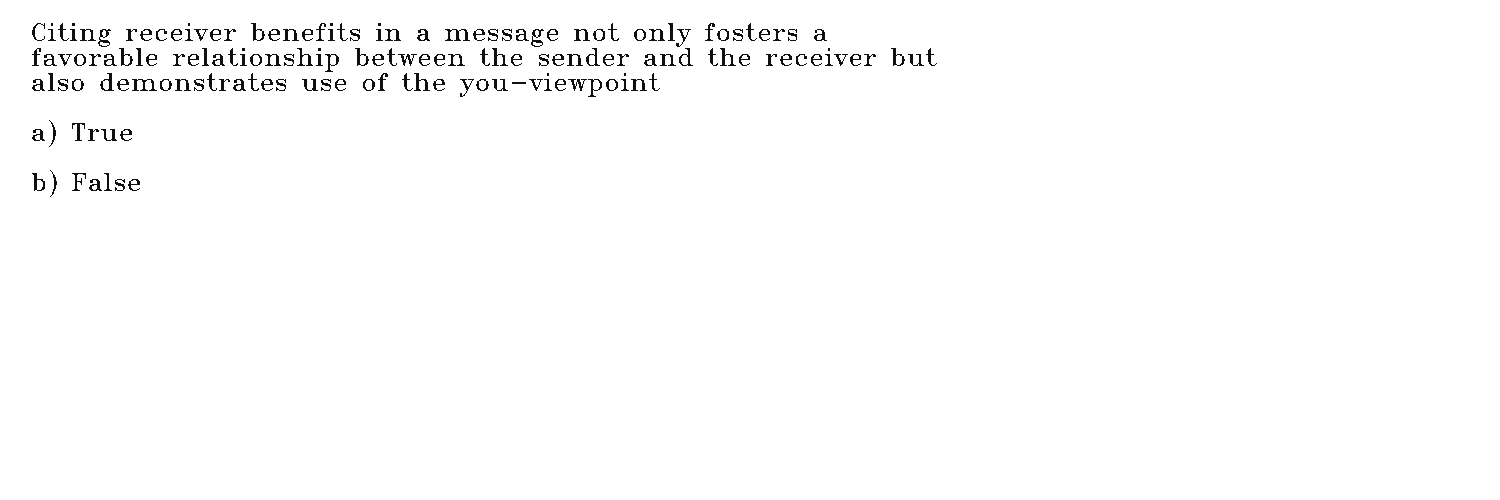 Citing receiver benefits in a message not only fosters a
favorable relationship between the sender and the receiver but
also demonstrates use of the you-viewpoint
a) True
b) False